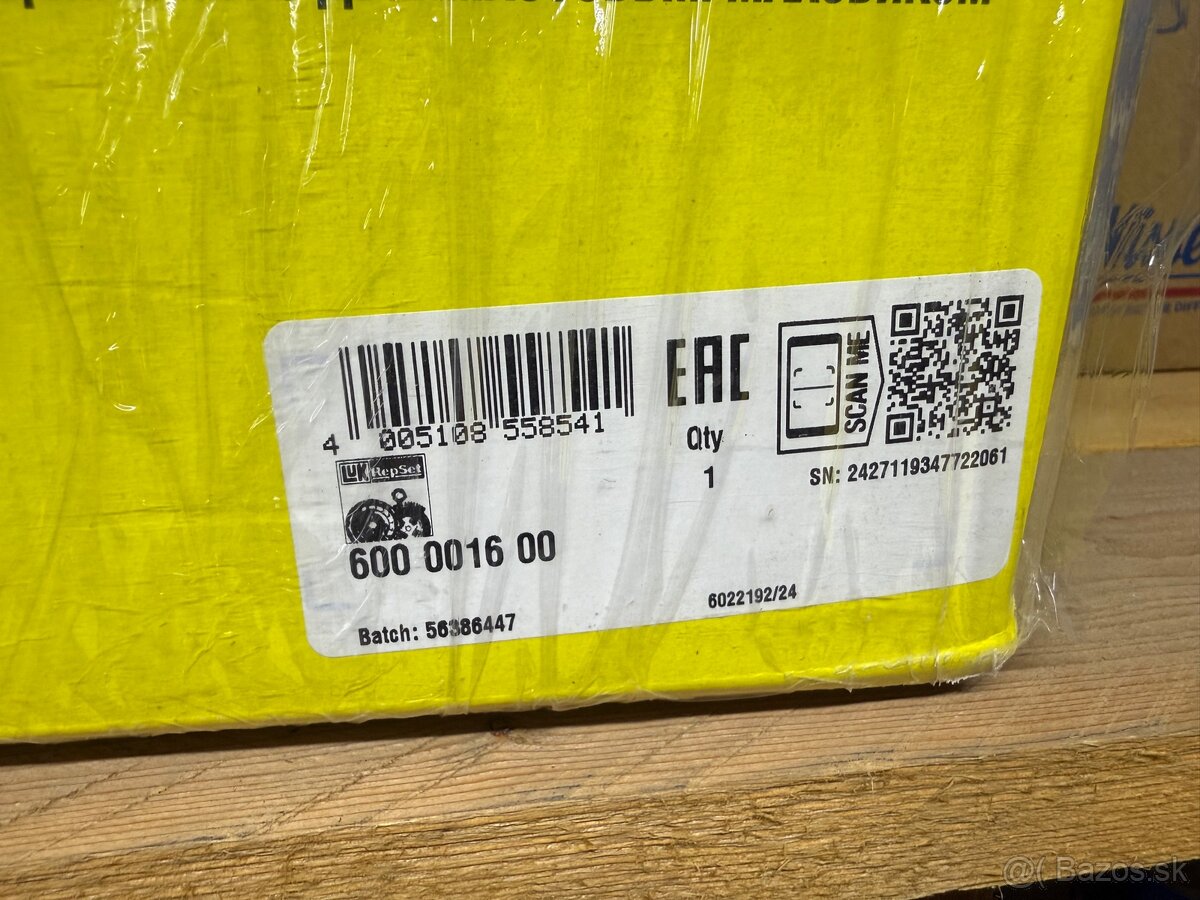 EAC
SCAN ME
4 005108 558541
Qty
1
SN: 2427119347722061
LUK RepSet
600 0016 00
6022192/24
Batch: 56386447
@( Bazos.sk